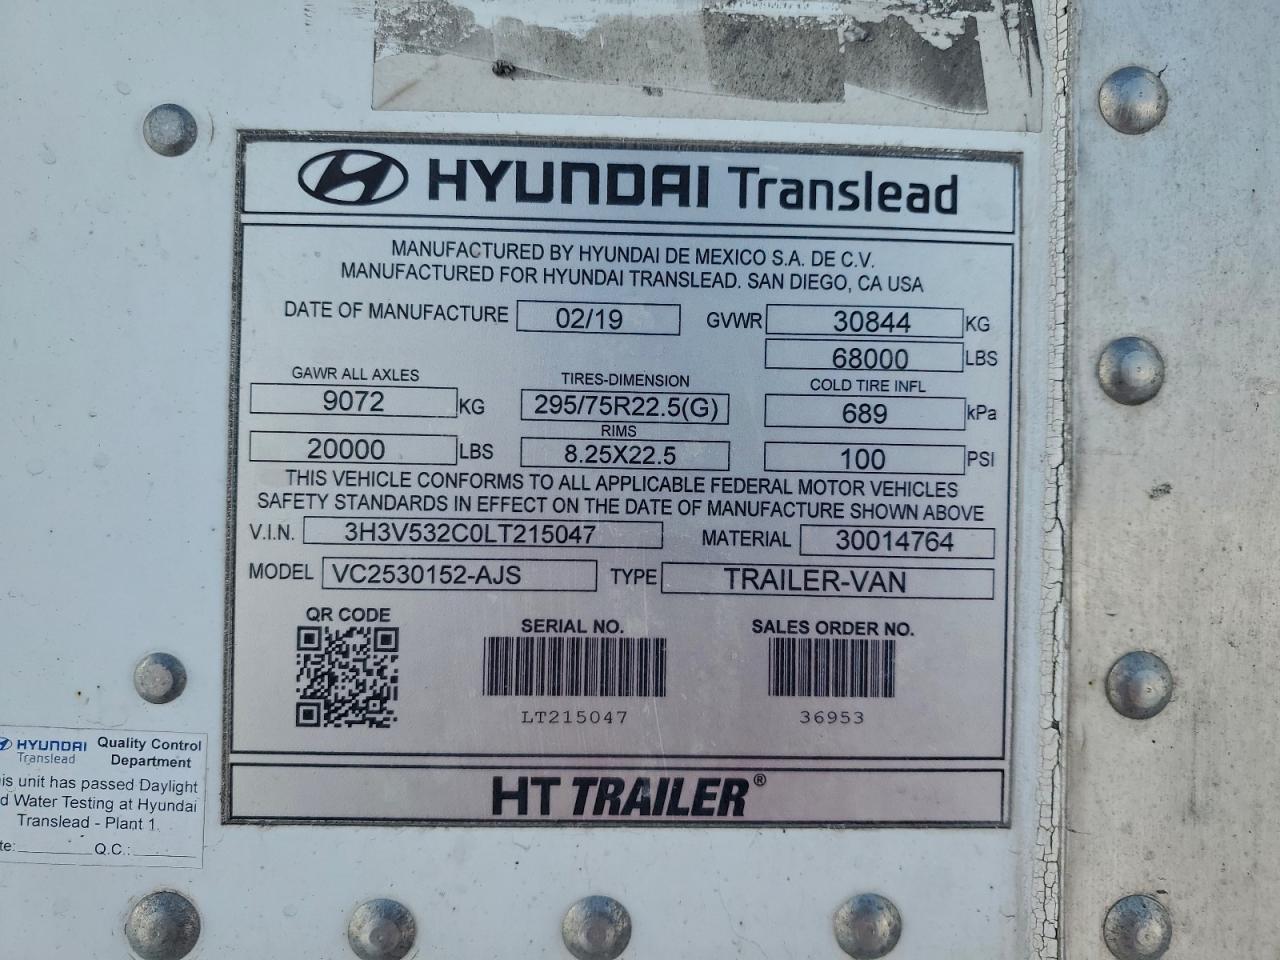 HYUNDAI Translead
MANUFACTURED BY HYUNDAI DE MEXICO S.A. DE C.V.
MANUFACTURED FOR HYUNDAI TRANSLEAD. SAN DIEGO, CA USA
DATE OF MANUFACTURE 02/19 GVWR 30844 KG
68000 LBS
GAWR ALL AXLES TIRES-DIMENSION COLD TIRE INFL
9072 KG 295/75R22.5(G) 689 kPa
RIMS
20000 LBS 8.25X22.5 100 PSI
THIS VEHICLE CONFORMS TO ALL APPLICABLE FEDERAL MOTOR VEHICLES
SAFETY STANDARDS IN EFFECT ON THE DATE OF MANUFACTURE SHOWN ABOVE
V.I.N. 3H3V532C0LT215047 MATERIAL 30014764
MODEL VC2530152-AJS TYPE TRAILER-VAN
QR CODE SERIAL NO. SALES ORDER NO.
LT215047 36953
HT TRAILER®
HYUNDAI Translead Quality Control Department
is unit has passed Daylight
d Water Testing at Hyundai
Translead - Plant 1
te: Q.C.: